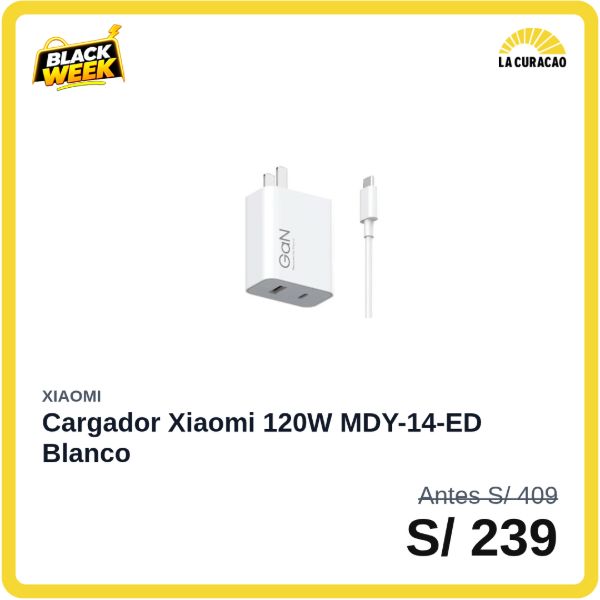 BLACK
WEEK
LA CURACAO
GaN
XIAOMI
Cargador Xiaomi 120W MDY-14-ED
Blanco
Antes S/ 409
S/ 239